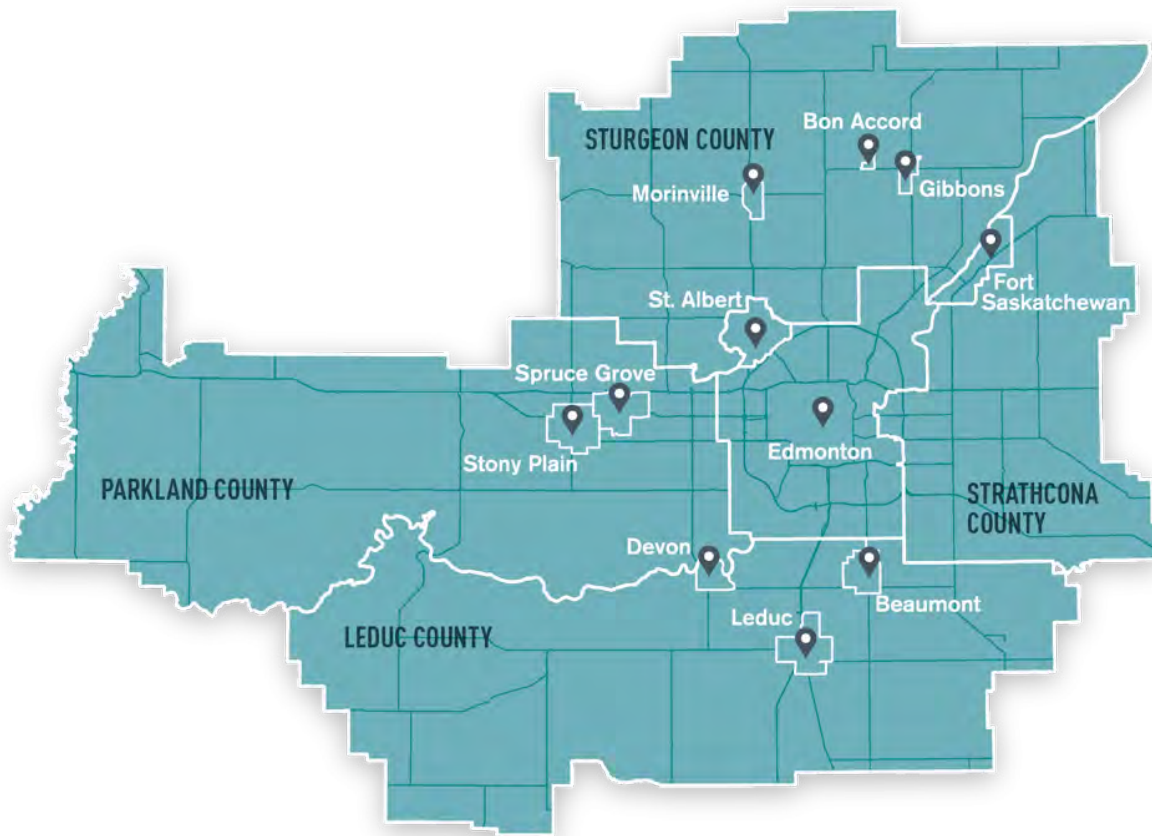 Bon Accord
STURGEON COUNTY
Morinville
Gibbons
Fort
Saskatchewan
St. Albert
Spruce Grove
Stony Plain
Edmonton
PARKLAND COUNTY
STRATHCONA
COUNTY
Devon
Beaumont
Leduc
LEDUC COUNTY